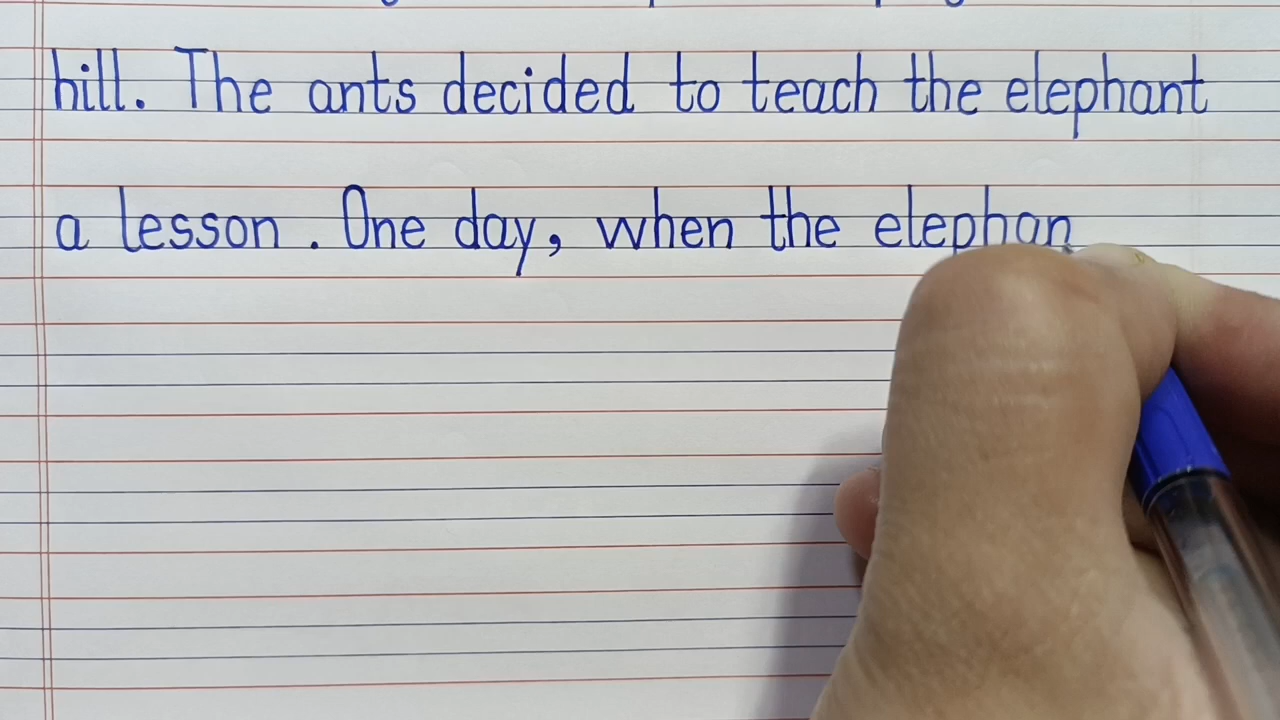 hill. The ants decided to teach the elephant
a lesson. One day, when the elephan